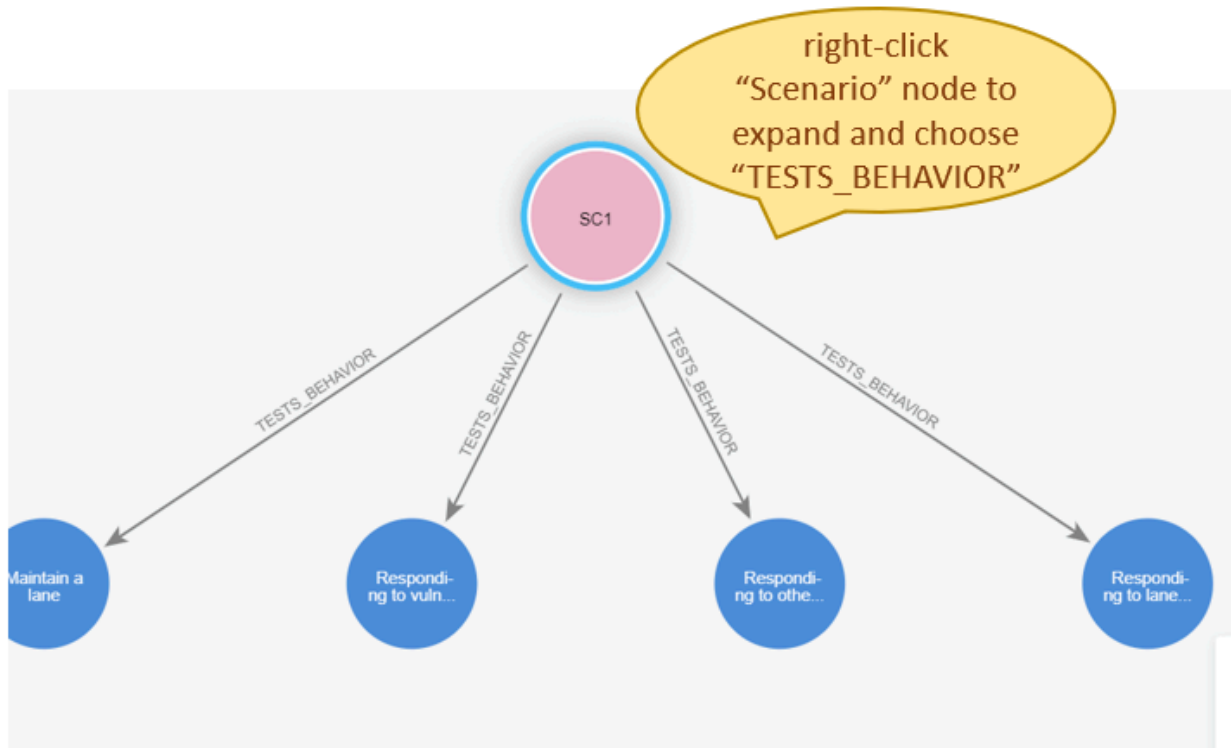 right-click
“Scenario” node to
expand and choose
“TESTS_BEHAVIOR”
SC1
TESTS_BEHAVIOR
TESTS_BEHAVIOR
TESTS_BEHAVIOR
TESTS_BEHAVIOR
Maintain a
lane
Respondi-
ng to vuln...
Respondi-
ng to othe...
Respondi-
ng to lane...